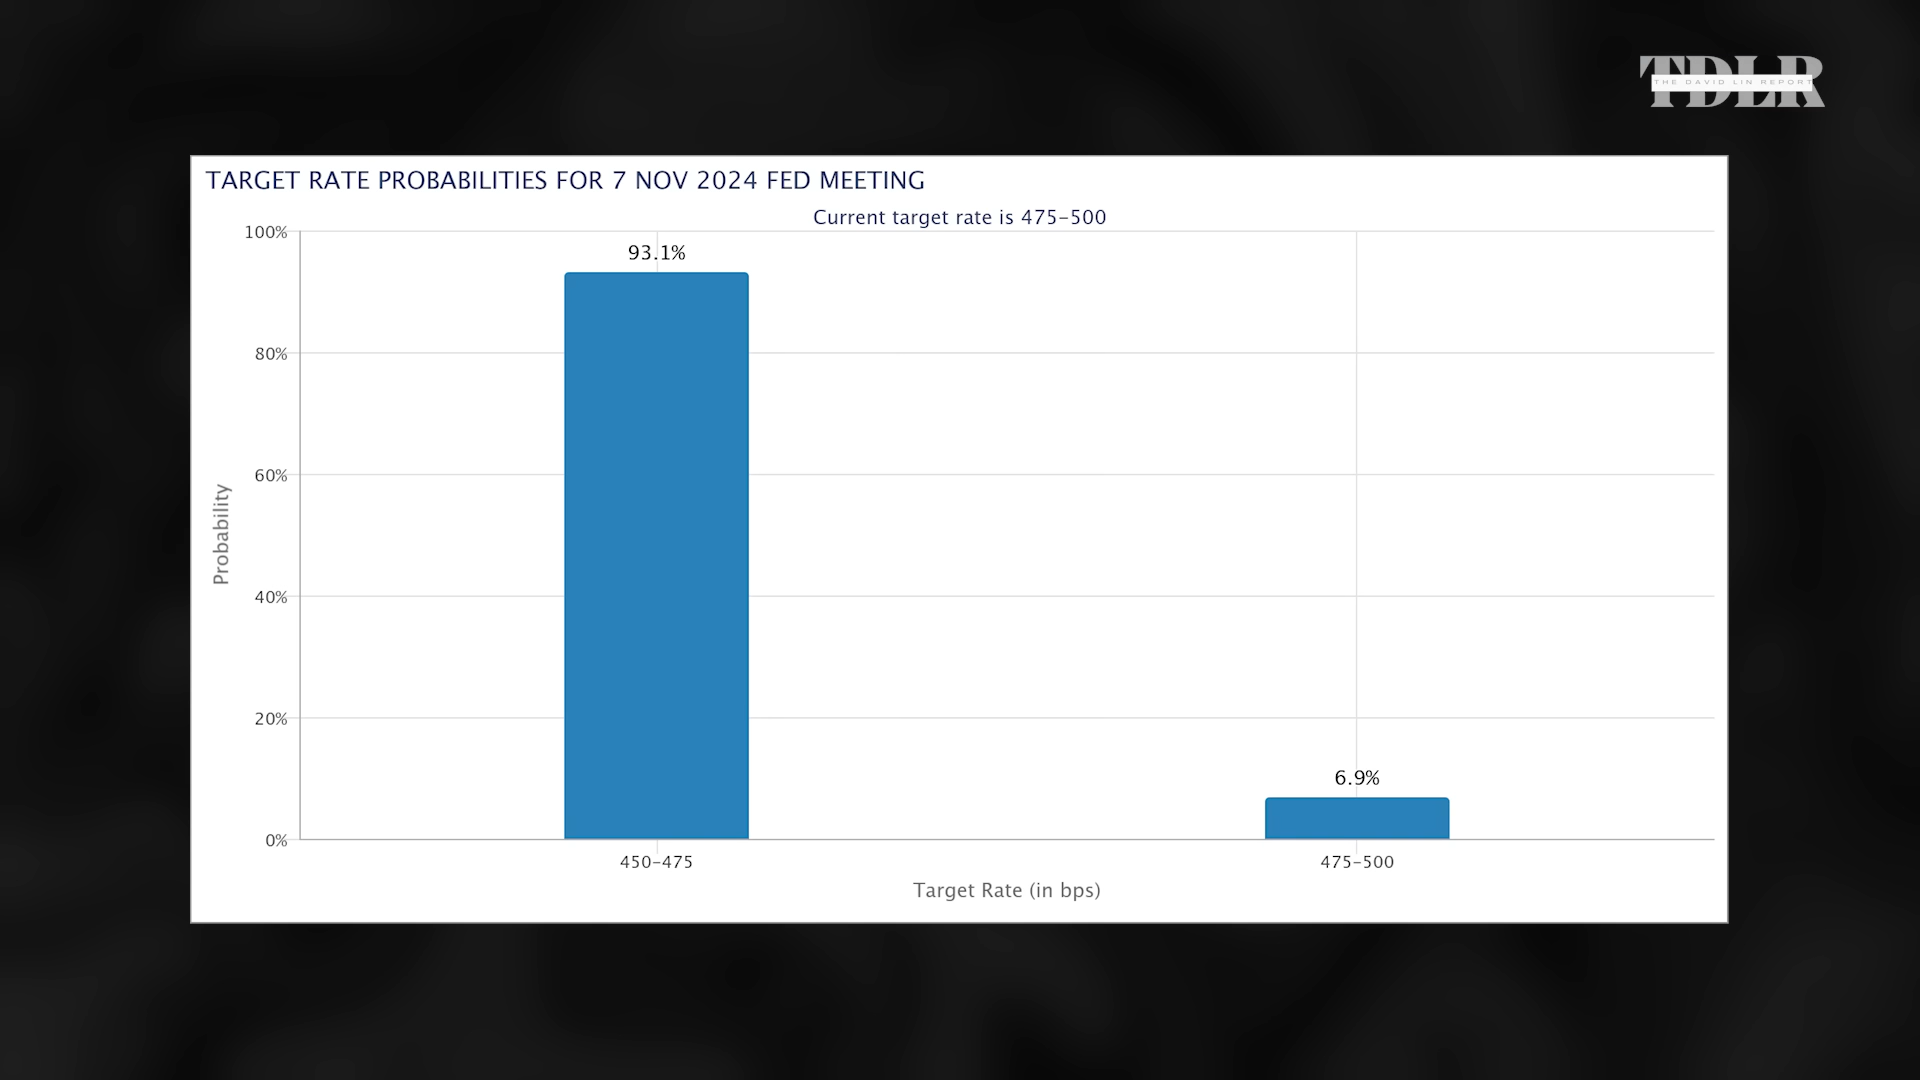 TDLR
THE DAVID LIN REPORT
TARGET RATE PROBABILITIES FOR 7 NOV 2024 FED MEETING
Current target rate is 475–500
Probability
100%
80%
60%
40%
20%
0%
93.1%
6.9%
450–475
475–500
Target Rate (in bps)